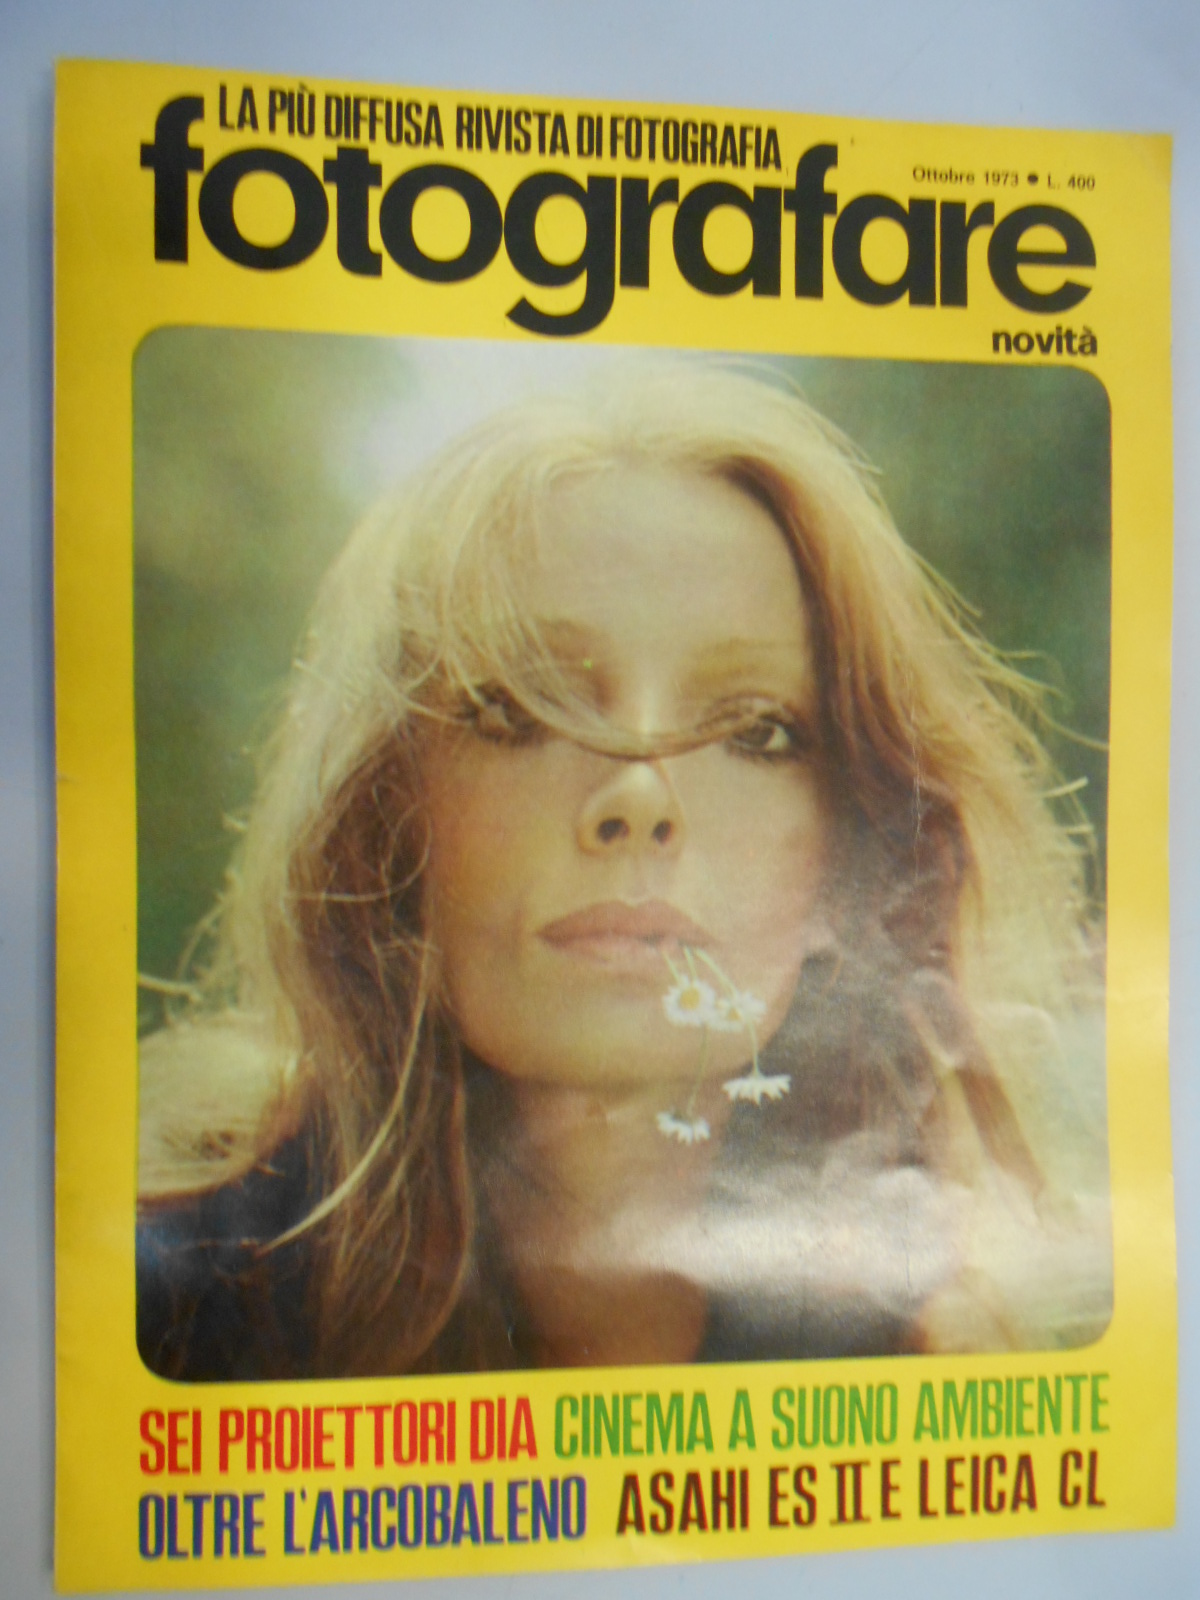 LA PIÙ DIFFUSA RIVISTA DI FOTOGRAFIA
fotografare
Ottobre 1973 ● L. 400
novità
SEI PROIETTORI DIA CINEMA A SUONO AMBIENTE
OLTRE L'ARCOBALENO ASAHI ES II E LEICA CL